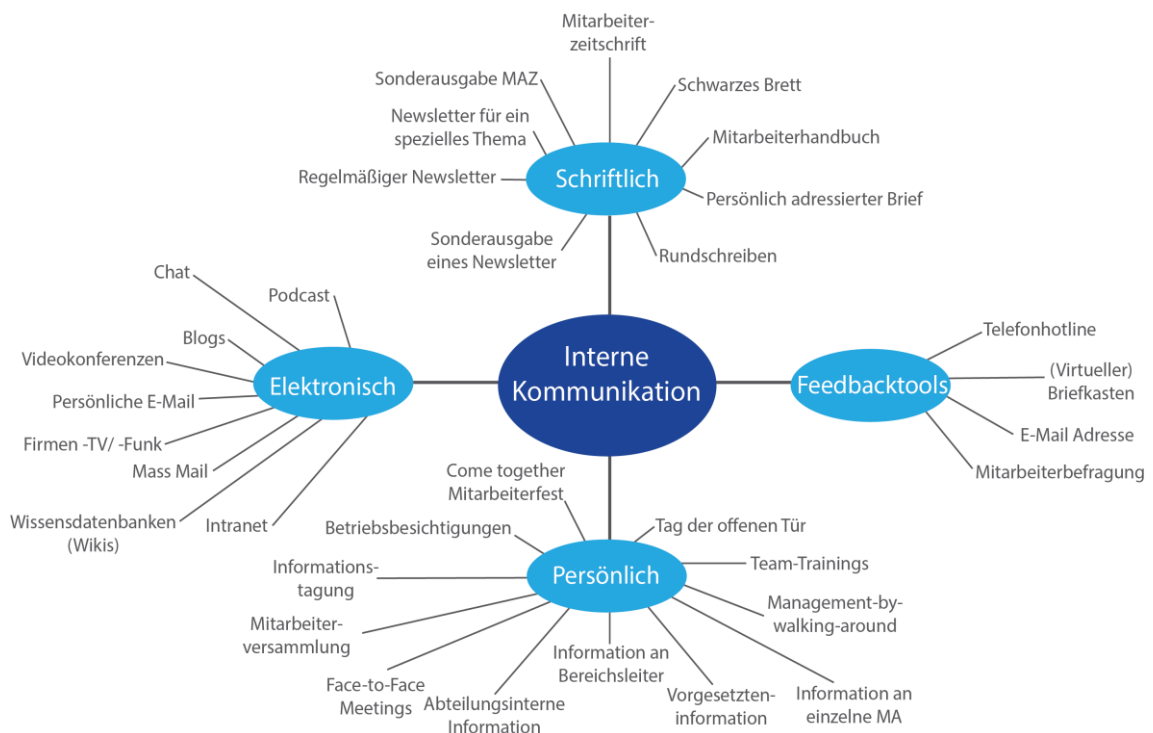 Mitarbeiter-
zeitschrift
Sonderausgabe MAZ
Schwarzes Brett
Newsletter für ein
spezielles Thema
Mitarbeiterhandbuch
Regelmäßiger Newsletter
Schriftlich
Persönlich adressierter Brief
Sonderausgabe
eines Newsletter
Rundschreiben
Chat
Podcast
Blogs
Videokonferenzen
Elektronisch
Persönliche E-Mail
Firmen -TV/ -Funk
Mass Mail
Wissensdatenbanken
(Wikis)
Intranet
Interne
Kommunikation
Telefonhotline
Feedbacktools
(Virtueller)
Briefkasten
E-Mail Adresse
Mitarbeiterbefragung
Come together
Mitarbeiterfest
Betriebsbesichtigungen
Tag der offenen Tür
Informations-
tagung
Persönlich
Team-Trainings
Mitarbeiter-
versammlung
Management-by-
walking-around
Face-to-Face
Meetings
Abteilungsinterne
Information
Information an
Bereichsleiter
Vorgesetzten-
information
Information an
einzelne MA